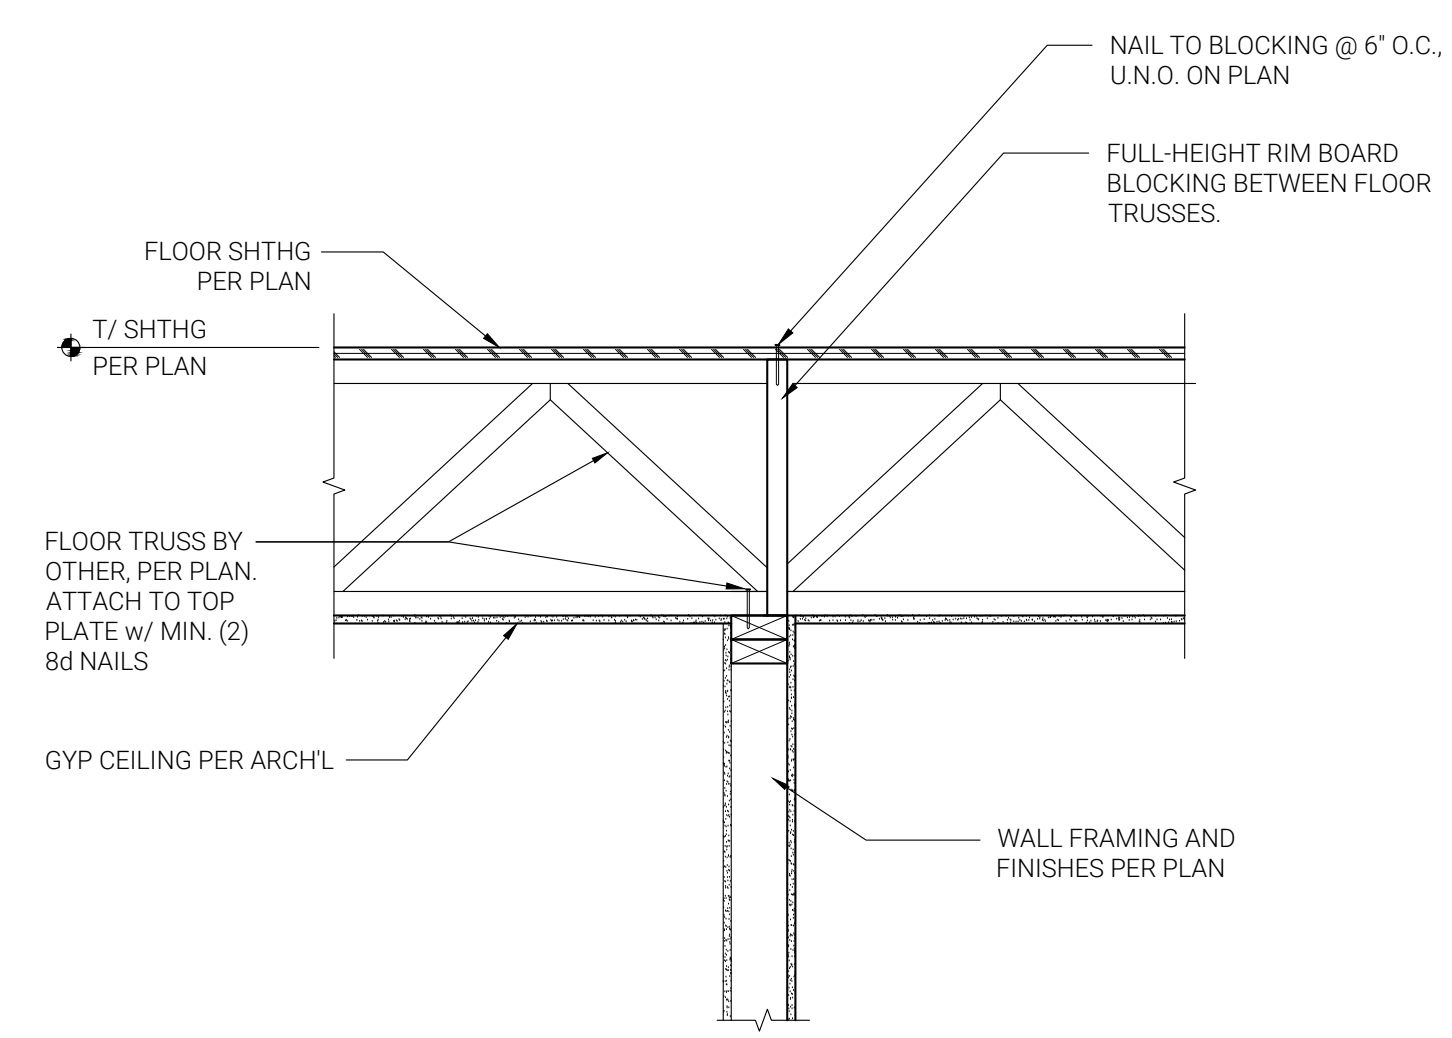 NAIL TO BLOCKING @ 6" O.C.,
U.N.O. ON PLAN
FULL-HEIGHT RIM BOARD
BLOCKING BETWEEN FLOOR
TRUSSES.
FLOOR SHTHG
PER PLAN
T/ SHTHG
PER PLAN
FLOOR TRUSS BY
OTHER, PER PLAN.
ATTACH TO TOP
PLATE w/ MIN. (2)
8d NAILS
GYP CEILING PER ARCH'L
WALL FRAMING AND
FINISHES PER PLAN